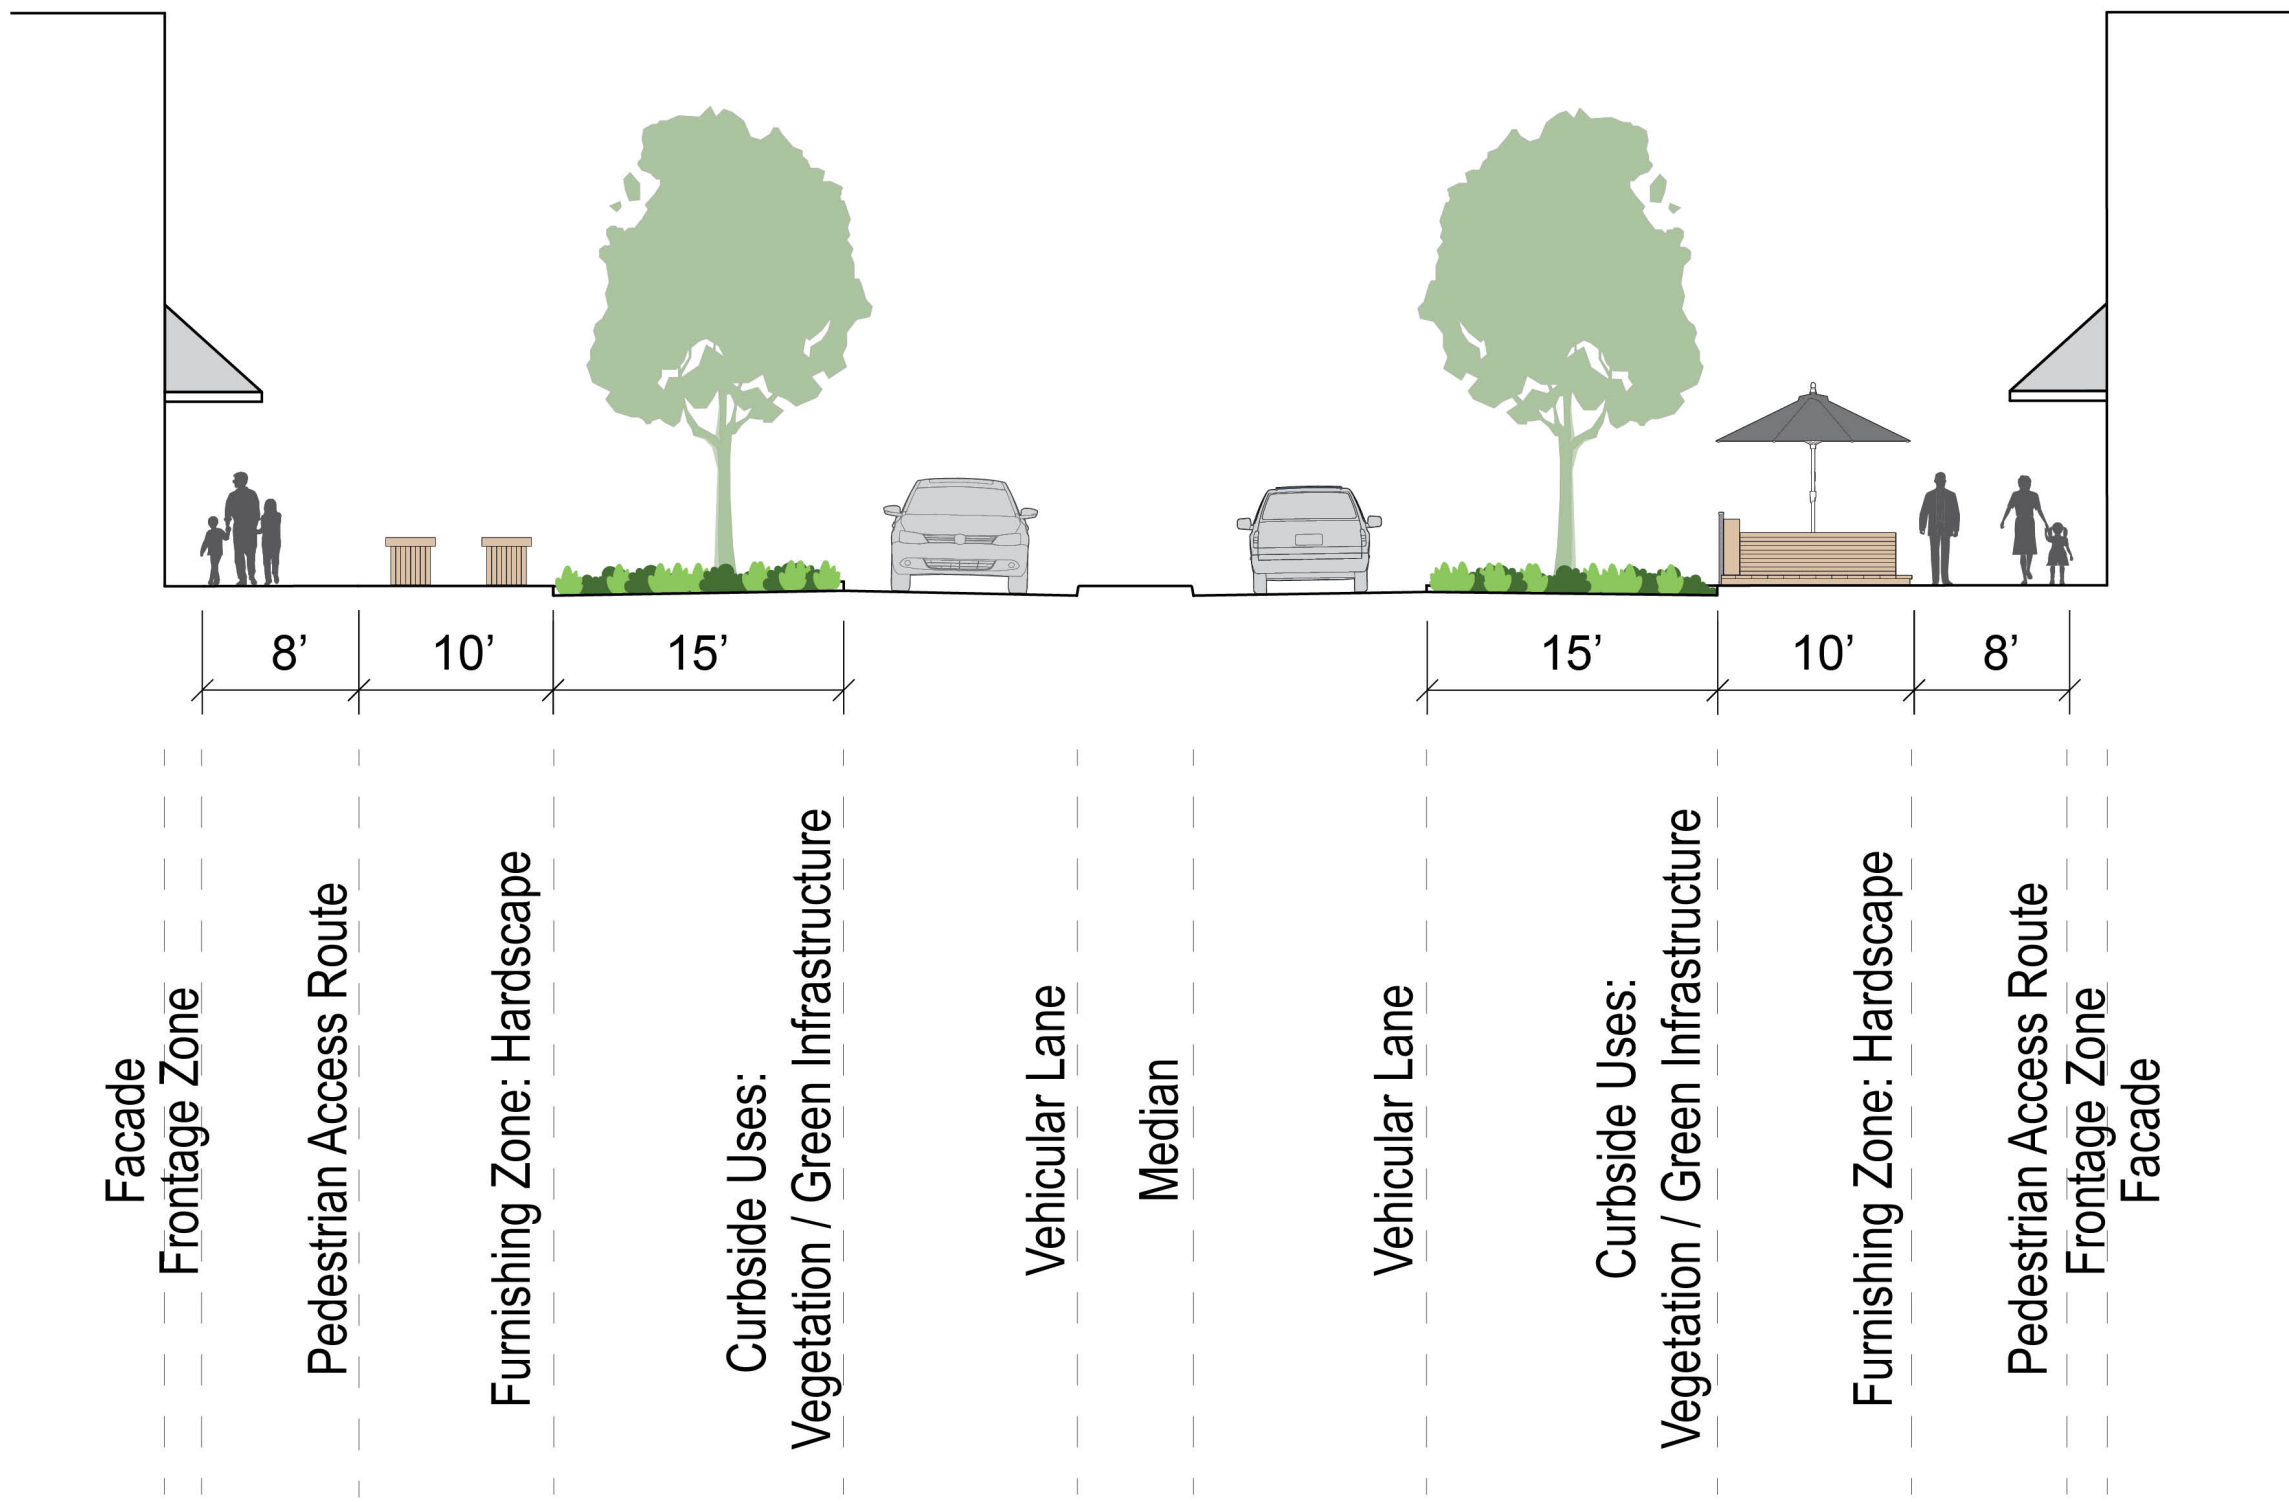 8’
10’
15’
15’
10’
8’
Facade
Frontage Zone
Pedestrian Access Route
Furnishing Zone: Hardscape
Curbside Uses:
Vegetation / Green Infrastructure
Vehicular Lane
Median
Vehicular Lane
Curbside Uses:
Vegetation / Green Infrastructure
Furnishing Zone: Hardscape
Pedestrian Access Route
Frontage Zone
Facade